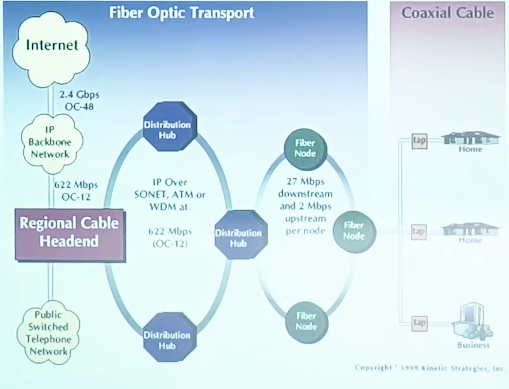 Fiber Optic Transport
Coaxial Cable
Internet
2.4 Gbps
OC-48
IP
Backbone
Network
622 Mbps
OC-12
Regional Cable
Headend
Public
Switched
Telephone
Network
Distribution
Hub
IP Over
SONET, ATM or
WDM at
622 Mbps
(OC-12)
Distribution
Hub
Distribution
Hub
Fiber
Node
27 Mbps
downstream
and 2 Mbps
upstream
per node
Fiber
Node
Fiber
Node
tap
Home
tap
Home
tap
Business
Copyright © 1999 Kinetic Strategies, Inc.